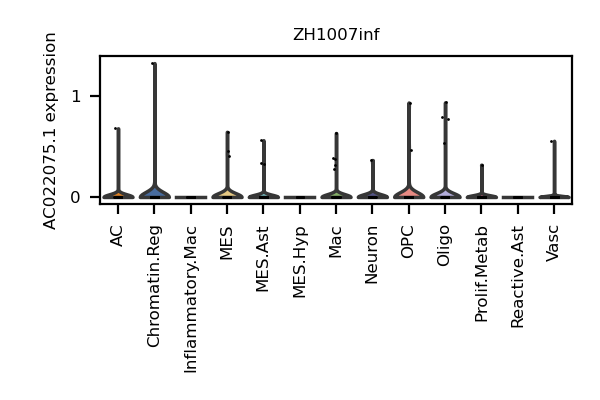 ZH1007inf
AC022075.1 expression
1
0
AC
Chromatin.Reg
Inflammatory.Mac
MES
MES.Ast
MES.Hyp
Mac
Neuron
OPC
Oligo
Prolif.Metab
Reactive.Ast
Vasc